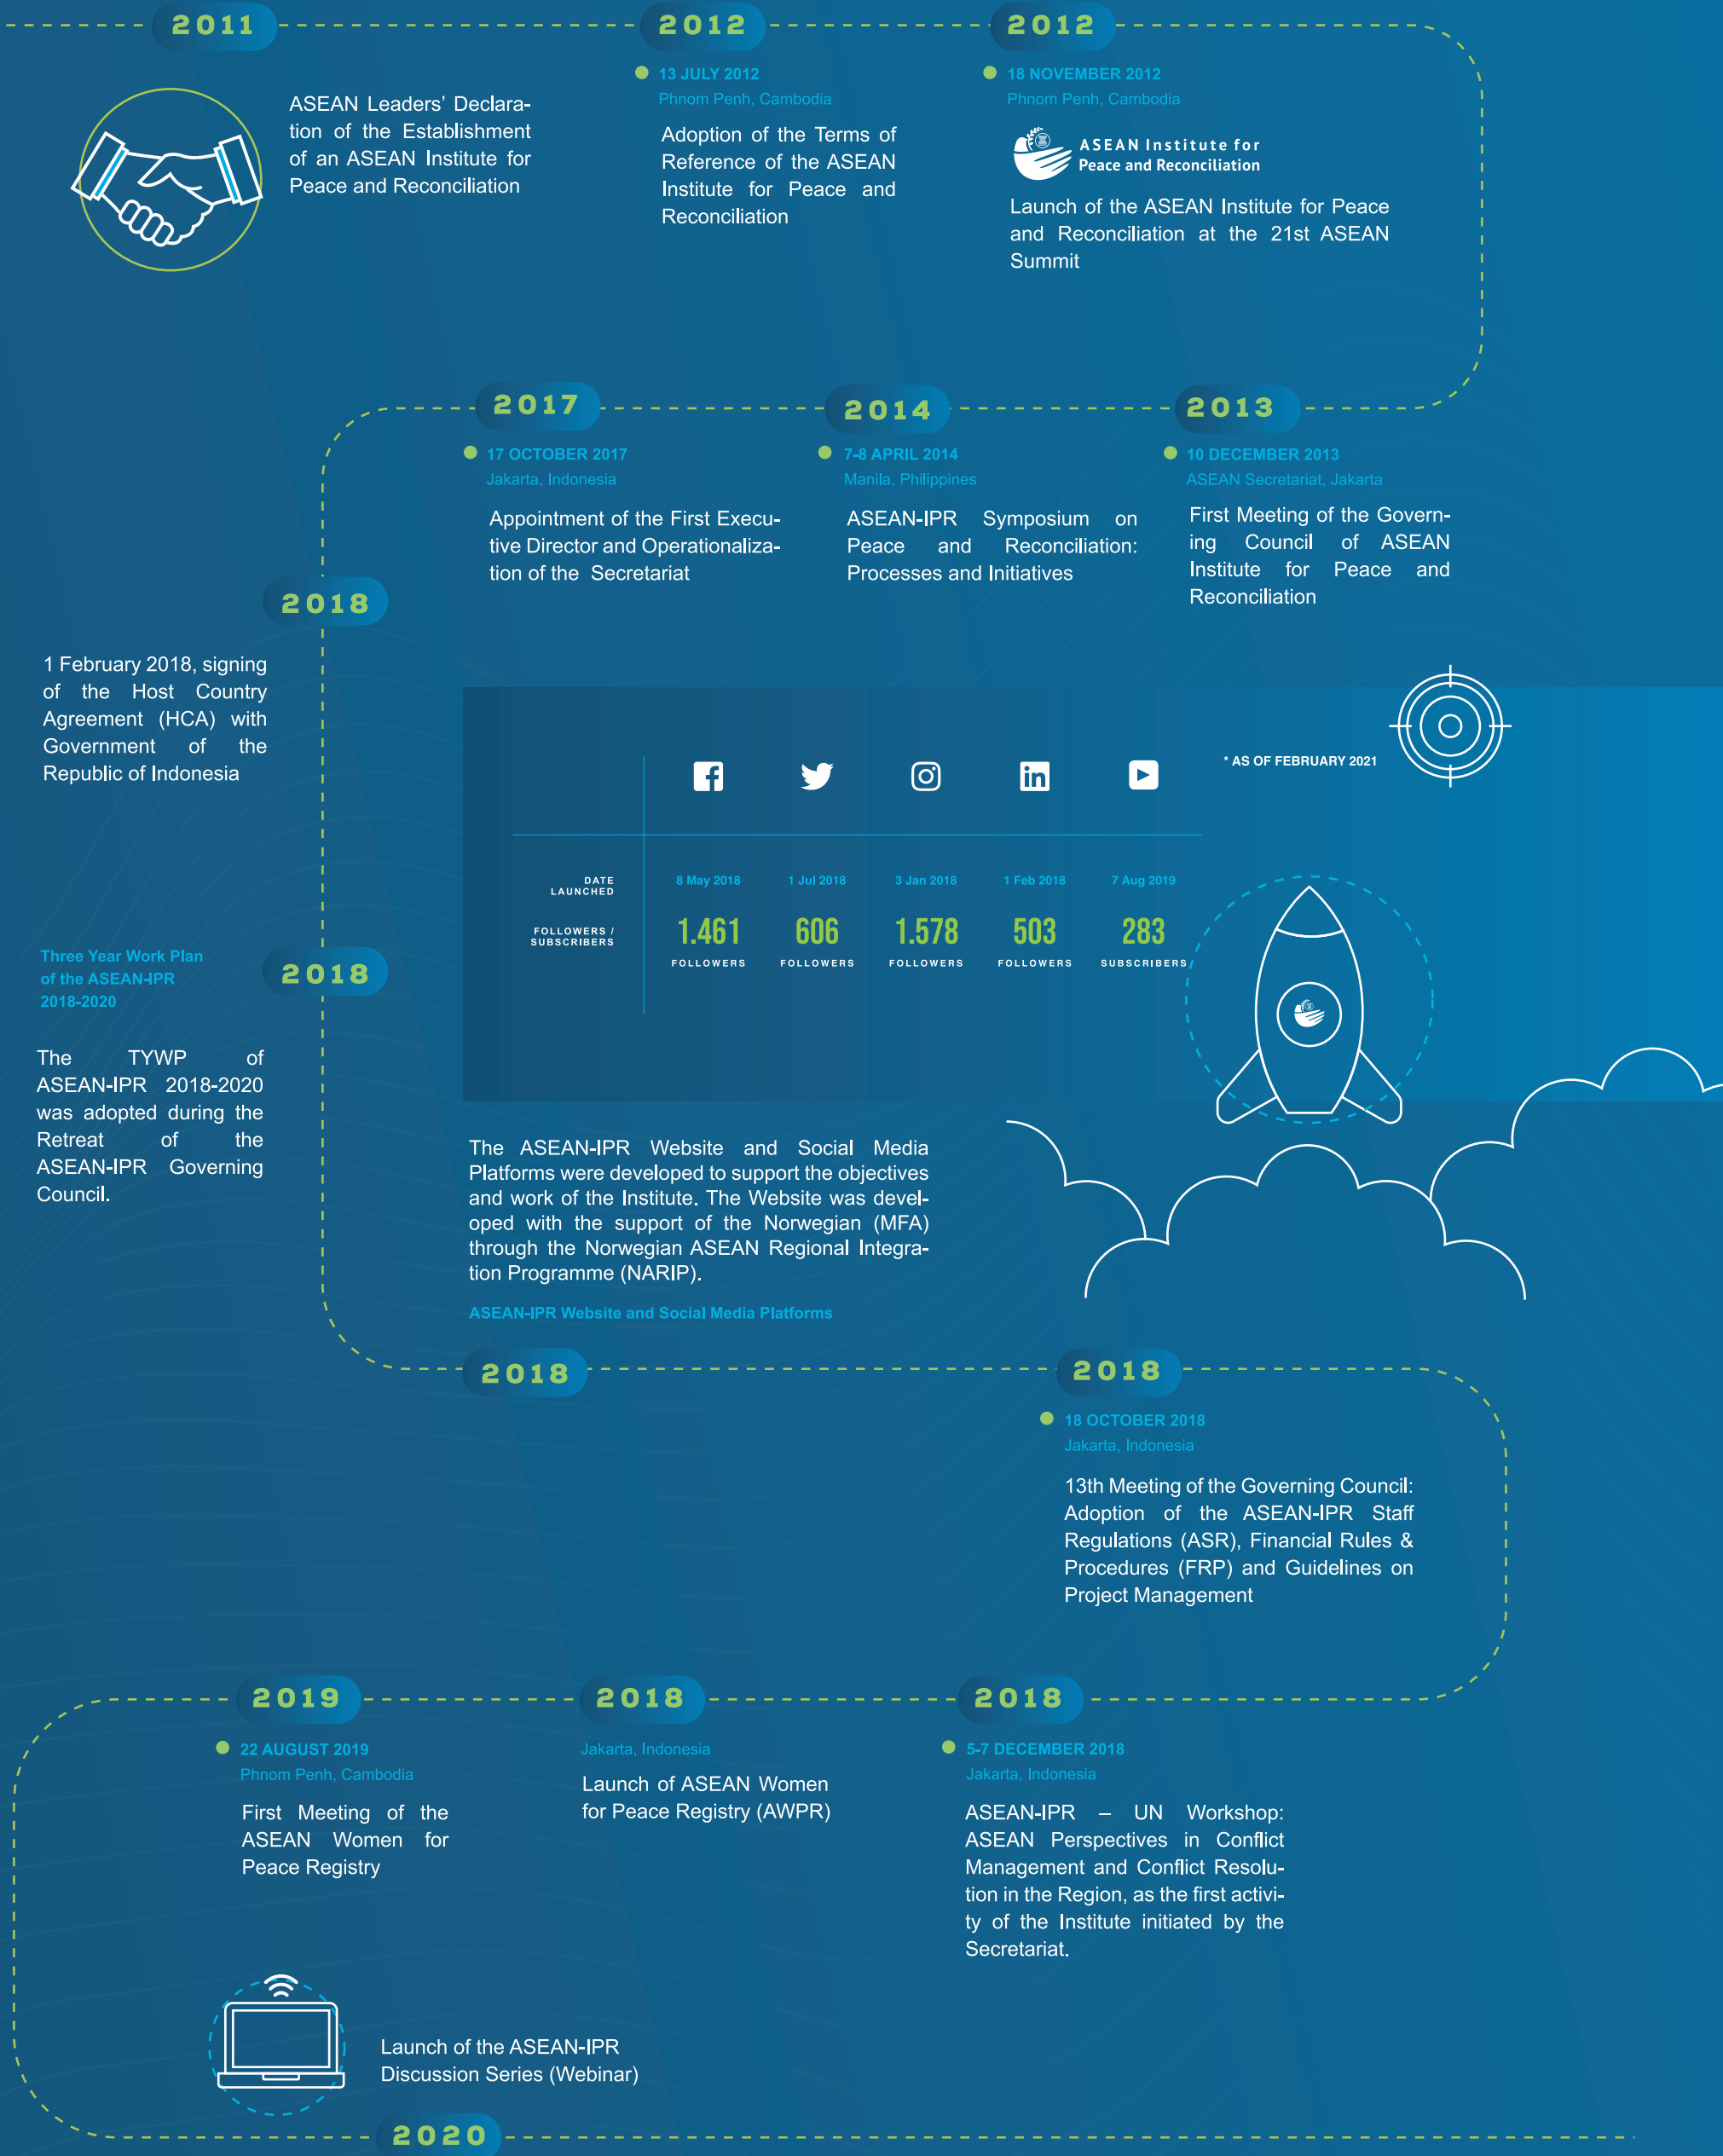 2011
ASEAN Leaders' Declara-
tion of the Establishment
of an ASEAN Institute for
Peace and Reconciliation
2012
13 JULY 2012
Phnom Penh, Cambodia
Adoption of the Terms of
Reference of the ASEAN
Institute for Peace and
Reconciliation
2012
18 NOVEMBER 2012
Phnom Penh, Cambodia
ASEAN Institute for
Peace and Reconciliation
Launch of the ASEAN Institute for Peace
and Reconciliation at the 21st ASEAN
Summit
2013
10 DECEMBER 2013
ASEAN Secretariat, Jakarta
First Meeting of the Govern-
ing Council of ASEAN
Institute for Peace and
Reconciliation
2014
7-8 APRIL 2014
Manila, Philippines
ASEAN-IPR Symposium on
Peace and Reconciliation:
Processes and Initiatives
2017
17 OCTOBER 2017
Jakarta, Indonesia
Appointment of the First Execu-
tive Director and Operationaliza-
tion of the Secretariat
2018
1 February 2018, signing
of the Host Country
Agreement (HCA) with
Government of the
Republic of Indonesia
2018
Three Year Work Plan
of the ASEAN-IPR
2018-2020
The TYWP of
ASEAN-IPR 2018-2020
was adopted during the
Retreat of the
ASEAN-IPR Governing
Council.
* AS OF FEBRUARY 2021
DATE
LAUNCHED
8 May 2018 1 Jul 2018 3 Jan 2018 1 Feb 2018 7 Aug 2019
FOLLOWERS /
SUBSCRIBERS
1.461 606 1.578 503 283
FOLLOWERS FOLLOWERS FOLLOWERS FOLLOWERS SUBSCRIBERS
The ASEAN-IPR Website and Social Media
Platforms were developed to support the objectives
and work of the Institute. The Website was devel-
oped with the support of the Norwegian (MFA)
through the Norwegian ASEAN Regional Integra-
tion Programme (NARIP).
ASEAN-IPR Website and Social Media Platforms
2018
2018
18 OCTOBER 2018
Jakarta, Indonesia
13th Meeting of the Governing Council:
Adoption of the ASEAN-IPR Staff
Regulations (ASR), Financial Rules &
Procedures (FRP) and Guidelines on
Project Management
2018
5-7 DECEMBER 2018
Jakarta, Indonesia
ASEAN-IPR – UN Workshop:
ASEAN Perspectives in Conflict
Management and Conflict Resolu-
tion in the Region, as the first activi-
ty of the Institute initiated by the
Secretariat.
2018
Jakarta, Indonesia
Launch of ASEAN Women
for Peace Registry (AWPR)
2019
22 AUGUST 2019
Phnom Penh, Cambodia
First Meeting of the
ASEAN Women for
Peace Registry
Launch of the ASEAN-IPR
Discussion Series (Webinar)
2020